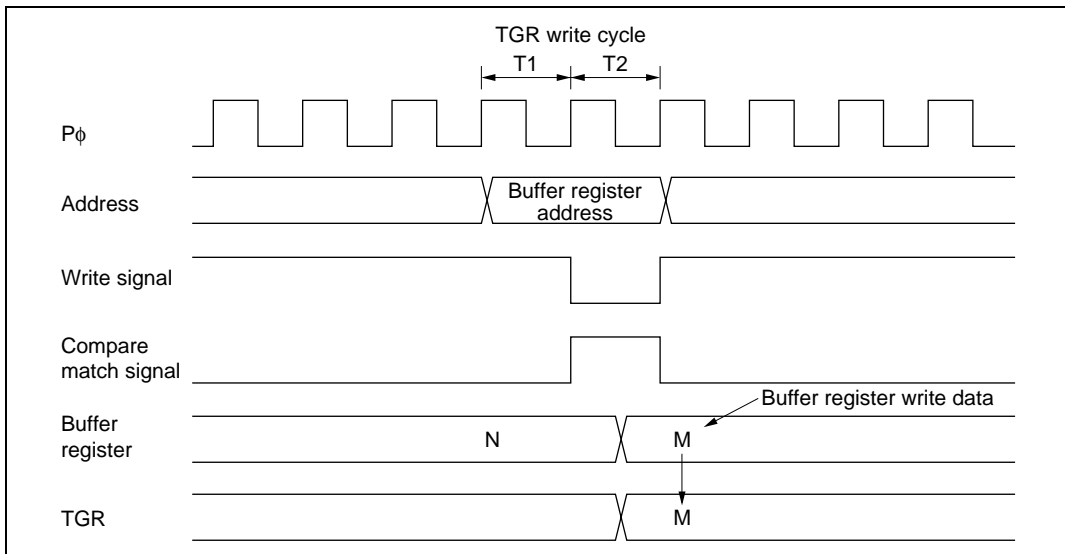 TGR write cycle
T1 T2
Pϕ
Address
Buffer register
address
Write signal
Compare
match signal
Buffer register write data
Buffer
register
N M
TGR
M